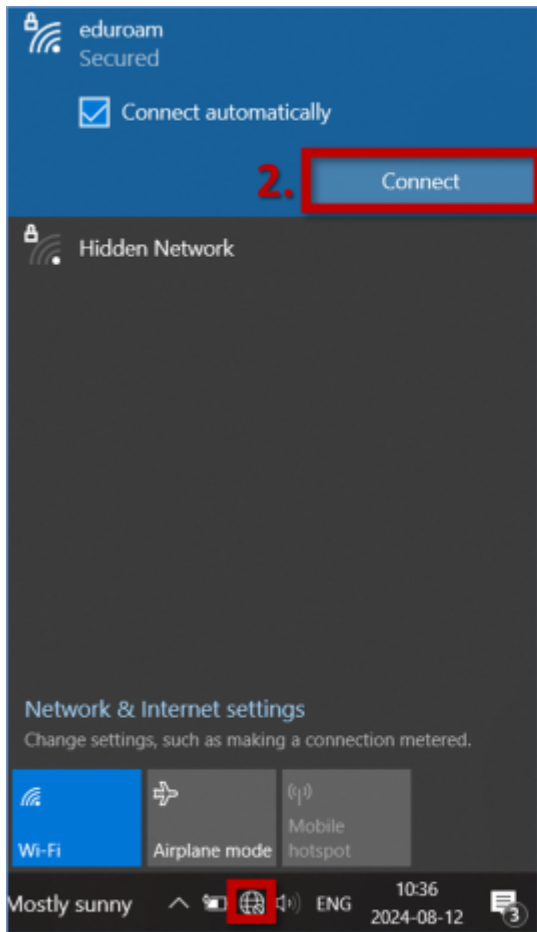 eduroam
Secured
Connect automatically
2. Connect
Hidden Network
Network & Internet settings
Change settings, such as making a connection metered.
Wi-Fi
Airplane mode
Mobile
hotspot
Mostly sunny ENG 10:36
2024-08-12
3